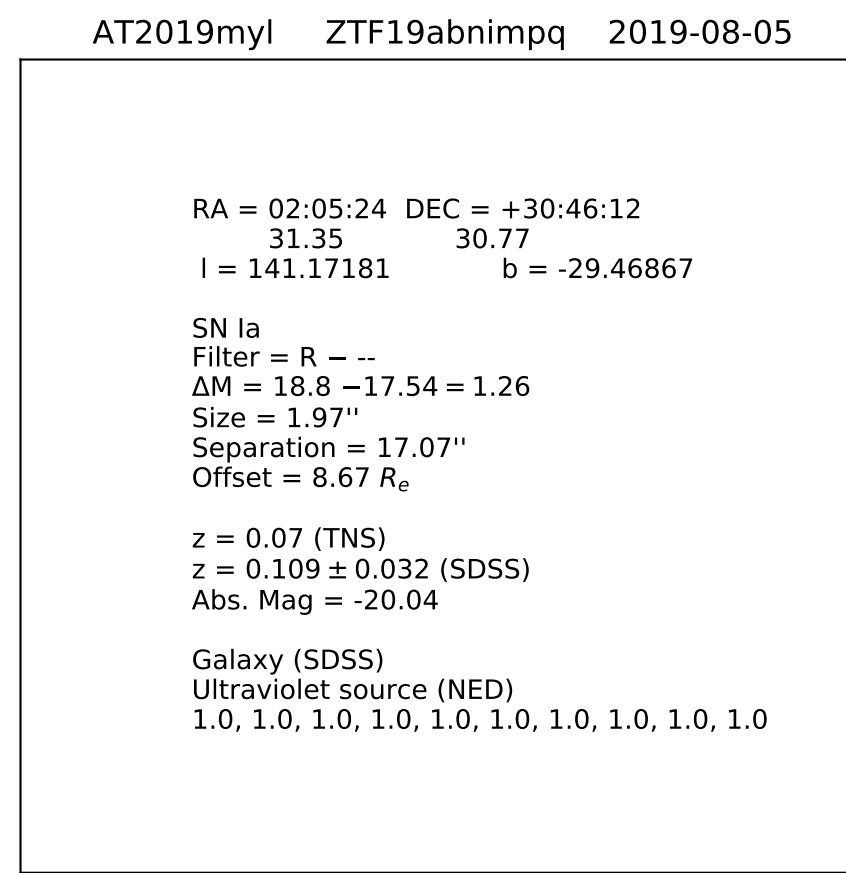 AT2019myl ZTF19abnimpq 2019-08-05
RA = 02:05:24 DEC = +30:46:12
31.35 30.77
l = 141.17181 b = -29.46867
SN Ia
Filter = R − --
ΔM = 18.8 −17.54 = 1.26
Size = 1.97''
Separation = 17.07''
Offset = 8.67 Rₑ
z = 0.07 (TNS)
z = 0.109 ± 0.032 (SDSS)
Abs. Mag = -20.04
Galaxy (SDSS)
Ultraviolet source (NED)
1.0, 1.0, 1.0, 1.0, 1.0, 1.0, 1.0, 1.0, 1.0, 1.0